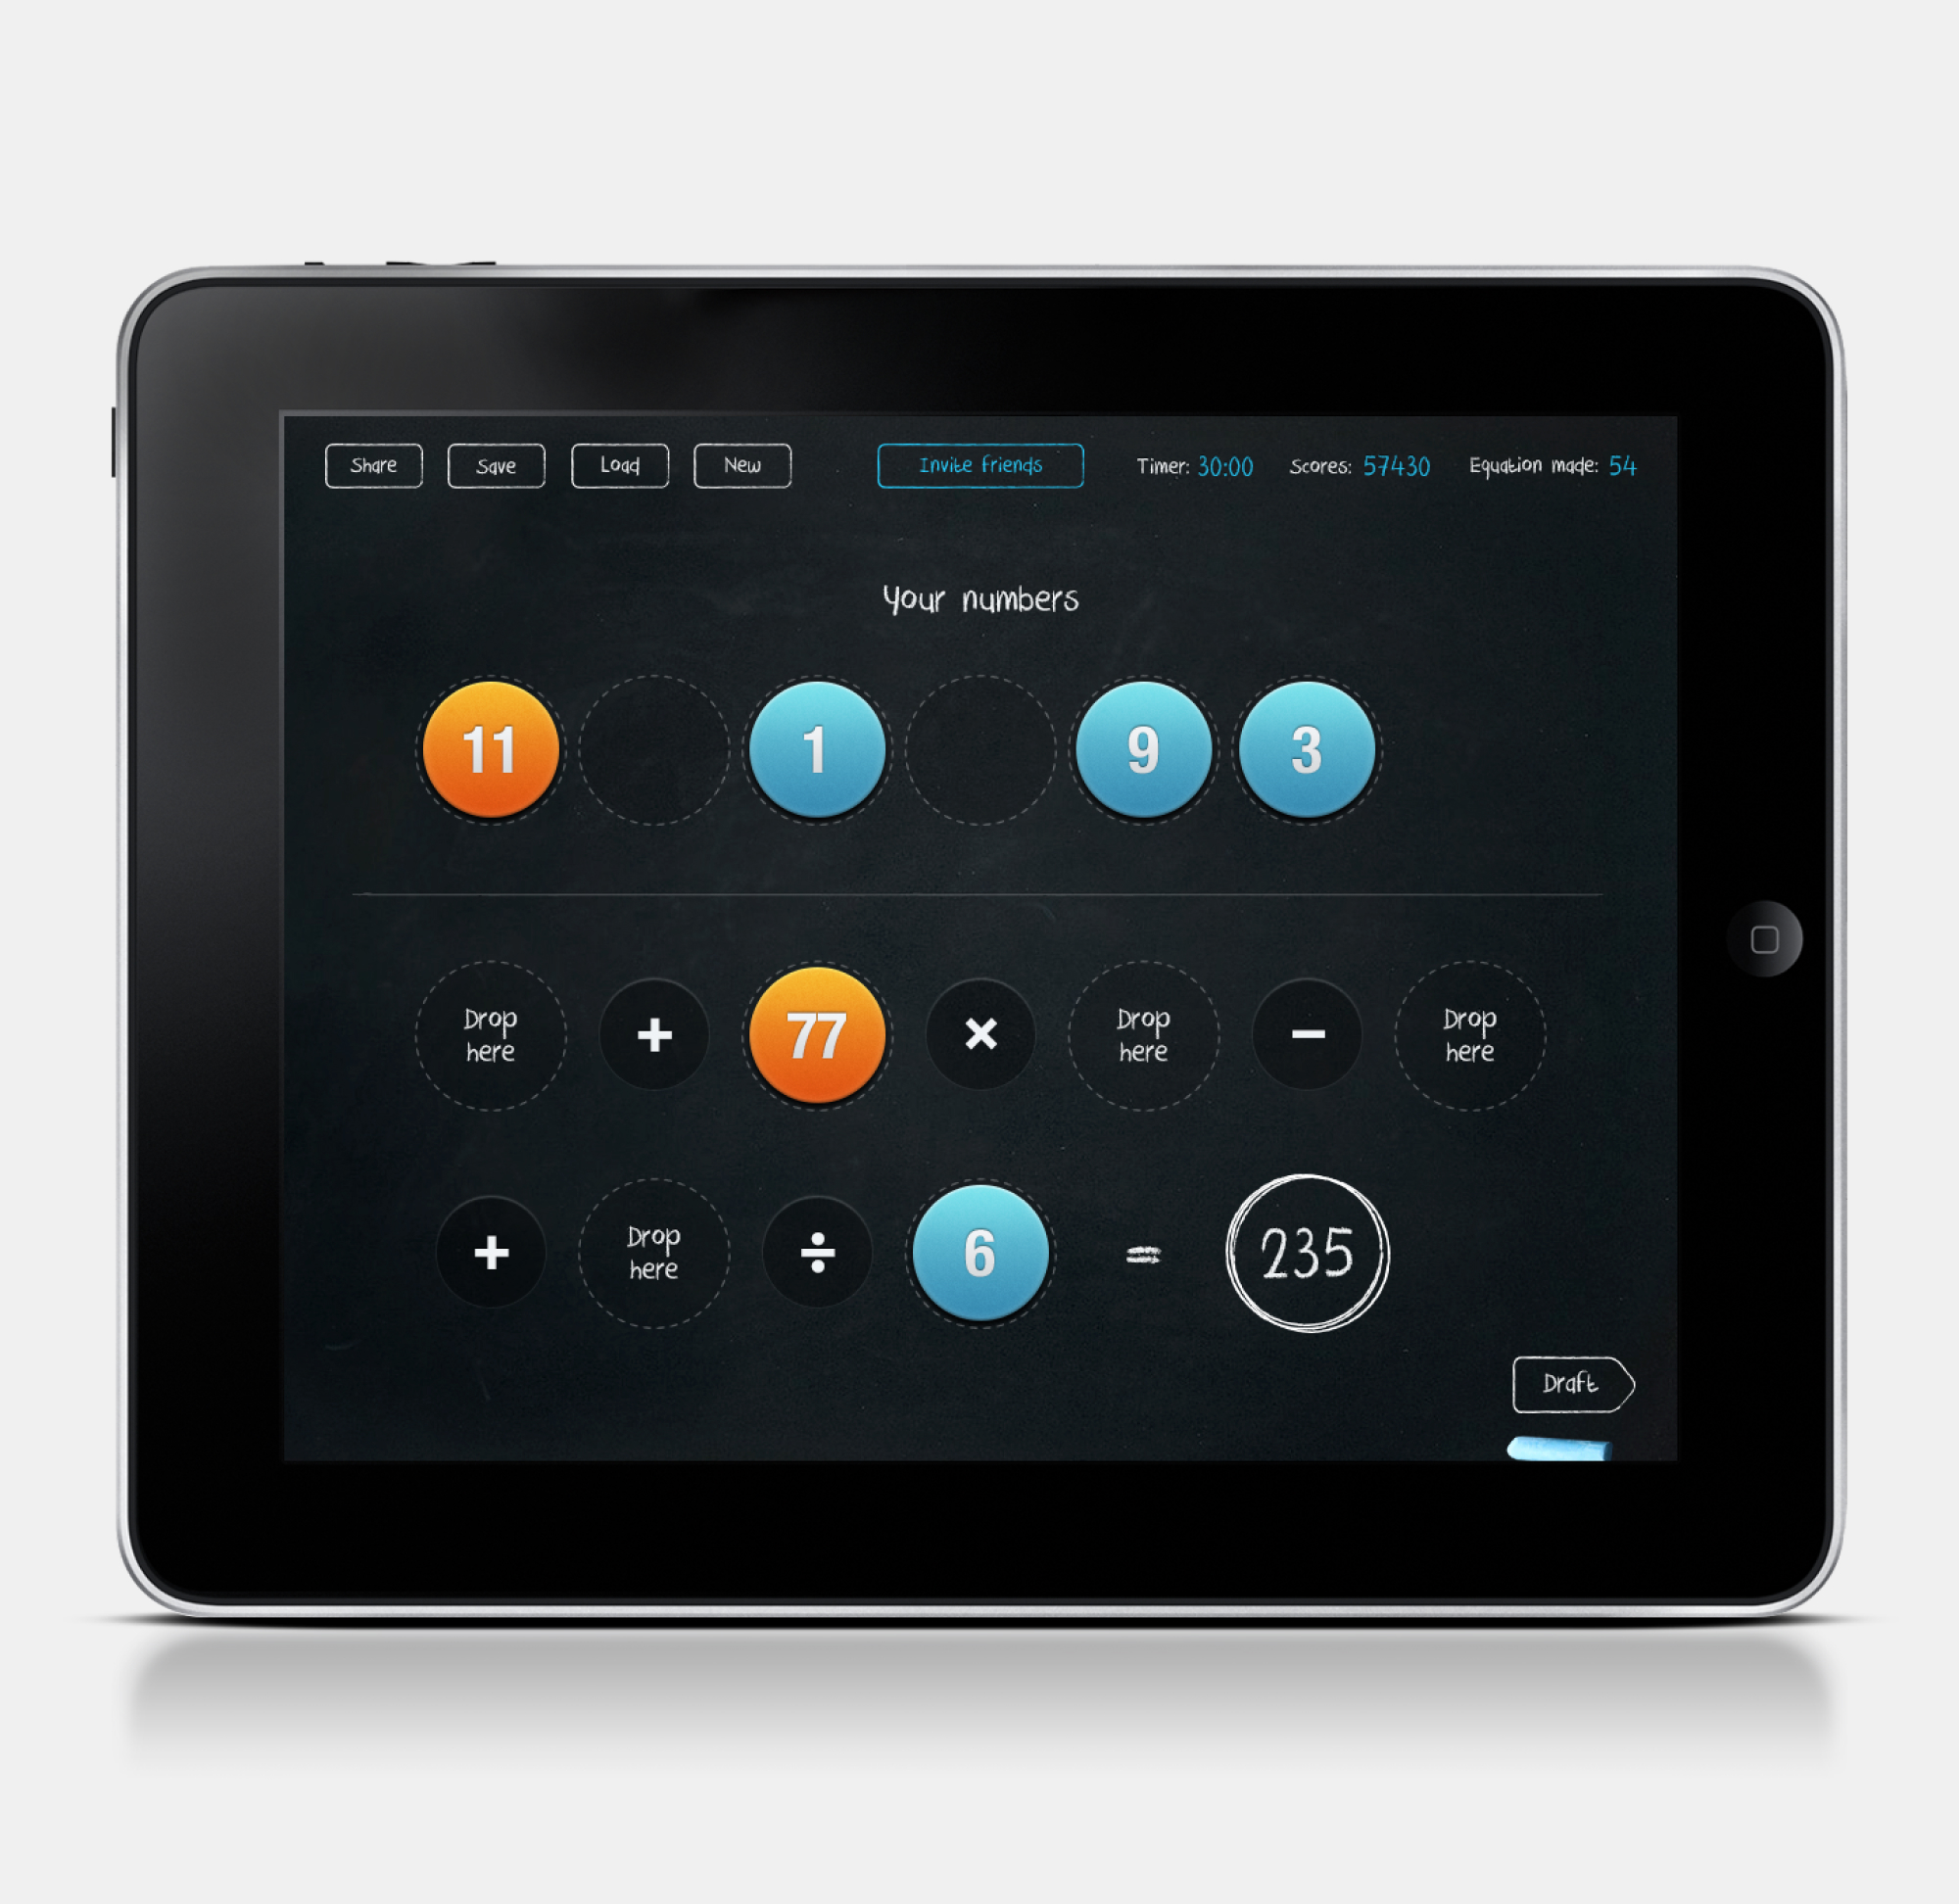 Share Save Load New Invite friends Timer: 30:00 Scores: 57430 Equation made: 54
Your numbers
11 1 9 3
Drop here + 77 × Drop here − Drop here
+ Drop here ÷ 6 = 235
Draft